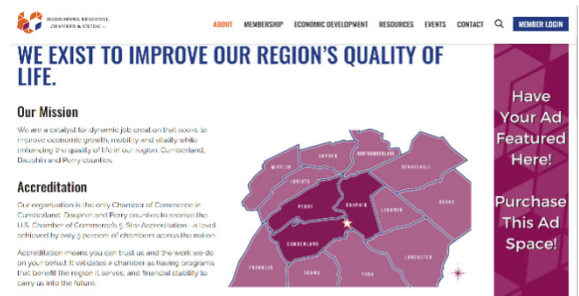 HARRISBURG REGIONAL
CHAMBER & CREDC
ABOUT MEMBERSHIP ECONOMIC DEVELOPMENT RESOURCES EVENTS CONTACT MEMBER LOGIN
WE EXIST TO IMPROVE OUR REGION'S QUALITY OF
LIFE.
Our Mission
We are a catalyst for dynamic job creation that seeks to
improve economic growth, mobility and vitality while
enhancing the quality of life in our region: Cumberland,
Dauphin and Perry counties.
Accreditation
Our organization is the only Chamber of Commerce in
Cumberland, Dauphin and Perry counties to receive the
U.S. Chamber of Commerce's 5-Star Accreditation - a level
achieved by only 5 percent of chambers across the nation.
Accreditation means you can trust us and the work we do
on your behalf. It validates a chamber as having programs
that benefit the region it serves, and financial stability to
carry us into the future.
MIFFLIN
SNYDER
NORTHUMBERLAND
SCHUYLKILL
JUNIATA
PERRY
DAUPHIN
LEBANON
BERKS
CUMBERLAND
LANCASTER
FRANKLIN
ADAMS
YORK
Have
Your Ad
Featured
Here!
Purchase
This Ad
Space!